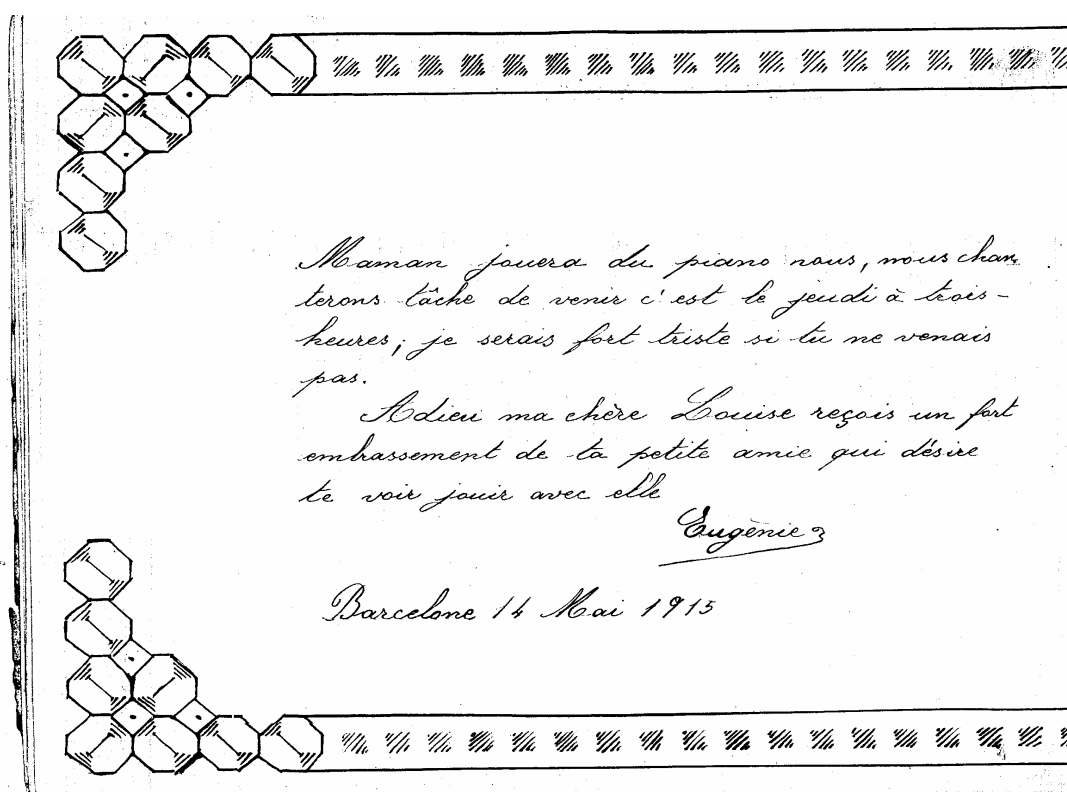 Maman jouera du piano nous, nous chan
terons tâche de venir c'est le jeudi à trois-
heures; je serais fort triste si tu ne venais
pas.
Adieu ma chère Louise reçois un fort
embrassement de ta petite amie qui désire
te voir jouir avec elle
Eugènie
Barcelone 14 Mai 1915